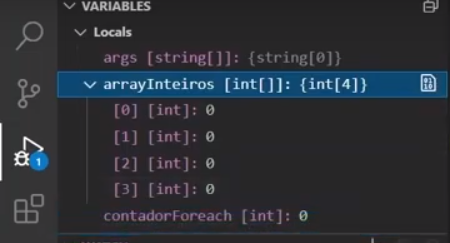 VARIABLES
Locals
args [string[]]: {string[0]}
arrayInteiros [int[]]: {int[4]}
[0] [int]: 0
[1] [int]: 0
[2] [int]: 0
[3] [int]: 0
contadorForeach [int]: 0
1